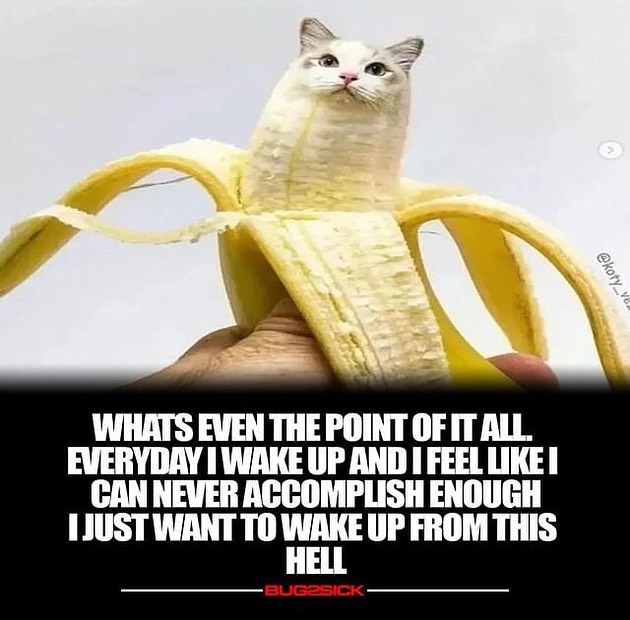 WHATS EVEN THE POINT OF IT ALL.
EVERYDAY I WAKE UP AND I FEEL LIKE I
CAN NEVER ACCOMPLISH ENOUGH
I JUST WANT TO WAKE UP FROM THIS
HELL
BUG2SICK